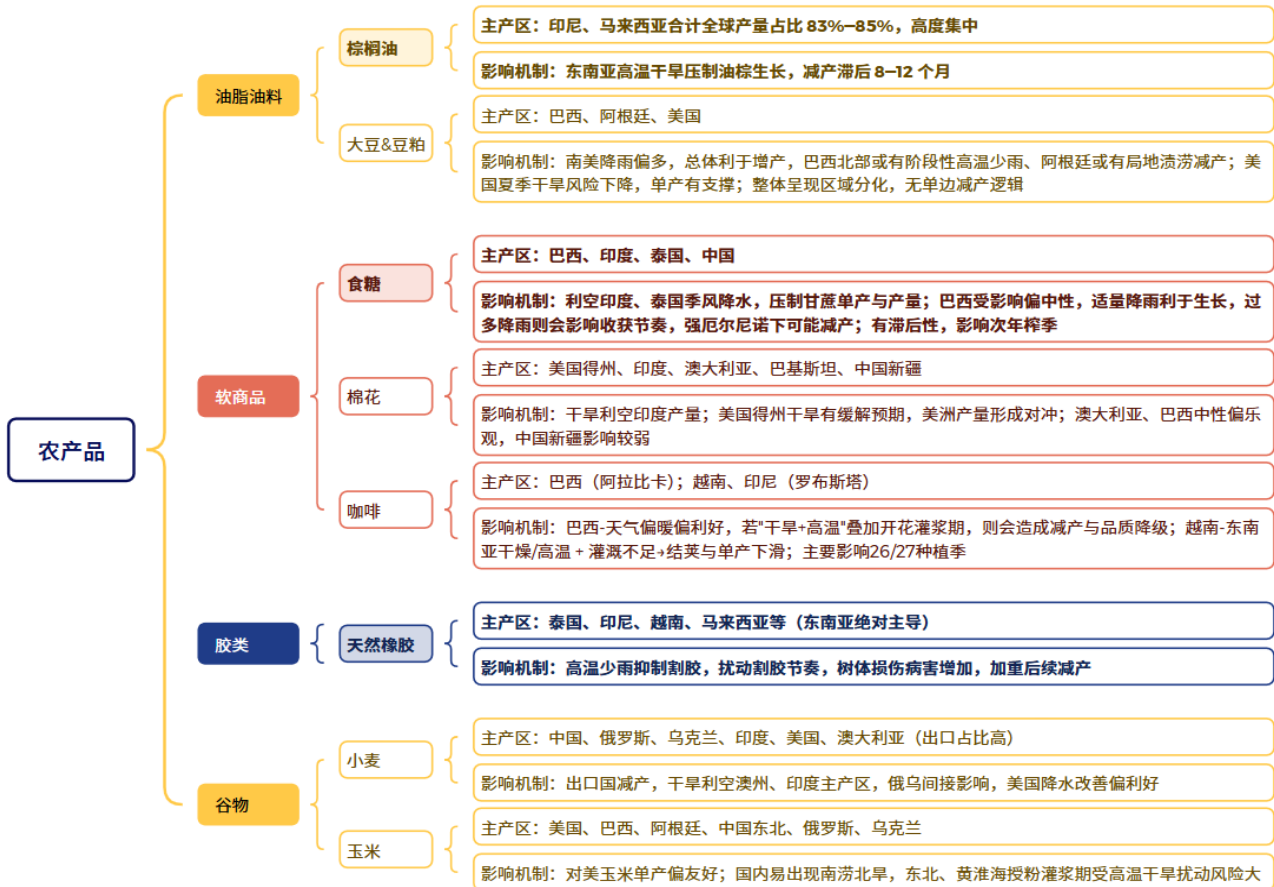 农产品
油脂油料
棕榈油
主产区：印尼、马来西亚合计全球产量占比 83%—85%，高度集中
影响机制：东南亚高温干旱压制油棕生长，减产滞后 8—12 个月
大豆&豆粕
主产区：巴西、阿根廷、美国
影响机制：南美降雨偏多，总体利于增产，巴西北部或有阶段性高温少雨、阿根廷或有局地渍涝减产；美
国夏季干旱风险下降，单产有支撑；整体呈现区域分化，无单边减产逻辑
软商品
食糖
主产区：巴西、印度、泰国、中国
影响机制：利空印度、泰国季风降水，压制甘蔗单产与产量；巴西受影响偏中性，适量降雨利于生长，过
多降雨则会影响收获节奏，强厄尔尼诺下可能减产；有滞后性，影响次年榨季
棉花
主产区：美国得州、印度、澳大利亚、巴基斯坦、中国新疆
影响机制：干旱利空印度产量；美国得州干旱有缓解预期，美洲产量形成对冲；澳大利亚、巴西中性偏乐
观，中国新疆影响较弱
咖啡
主产区：巴西（阿拉比卡）；越南、印尼（罗布斯塔）
影响机制：巴西-天气偏暖偏利好，若"干旱+高温"叠加开花灌浆期，则会造成减产与品质降级；越南-东南
亚干燥/高温 + 灌溉不足→结荚与单产下滑；主要影响26/27种植季
胶类
天然橡胶
主产区：泰国、印尼、越南、马来西亚等（东南亚绝对主导）
影响机制：高温少雨抑制割胶，扰动割胶节奏，树体损伤病害增加，加重后续减产
谷物
小麦
主产区：中国、俄罗斯、乌克兰、印度、美国、澳大利亚（出口占比高）
影响机制：出口国减产，干旱利空澳州、印度主产区，俄乌间接影响，美国降水改善偏利好
玉米
主产区：美国、巴西、阿根廷、中国东北、俄罗斯、乌克兰
影响机制：对美玉米单产偏友好；国内易出现南涝北旱，东北、黄淮海授粉灌浆期受高温干旱扰动风险大